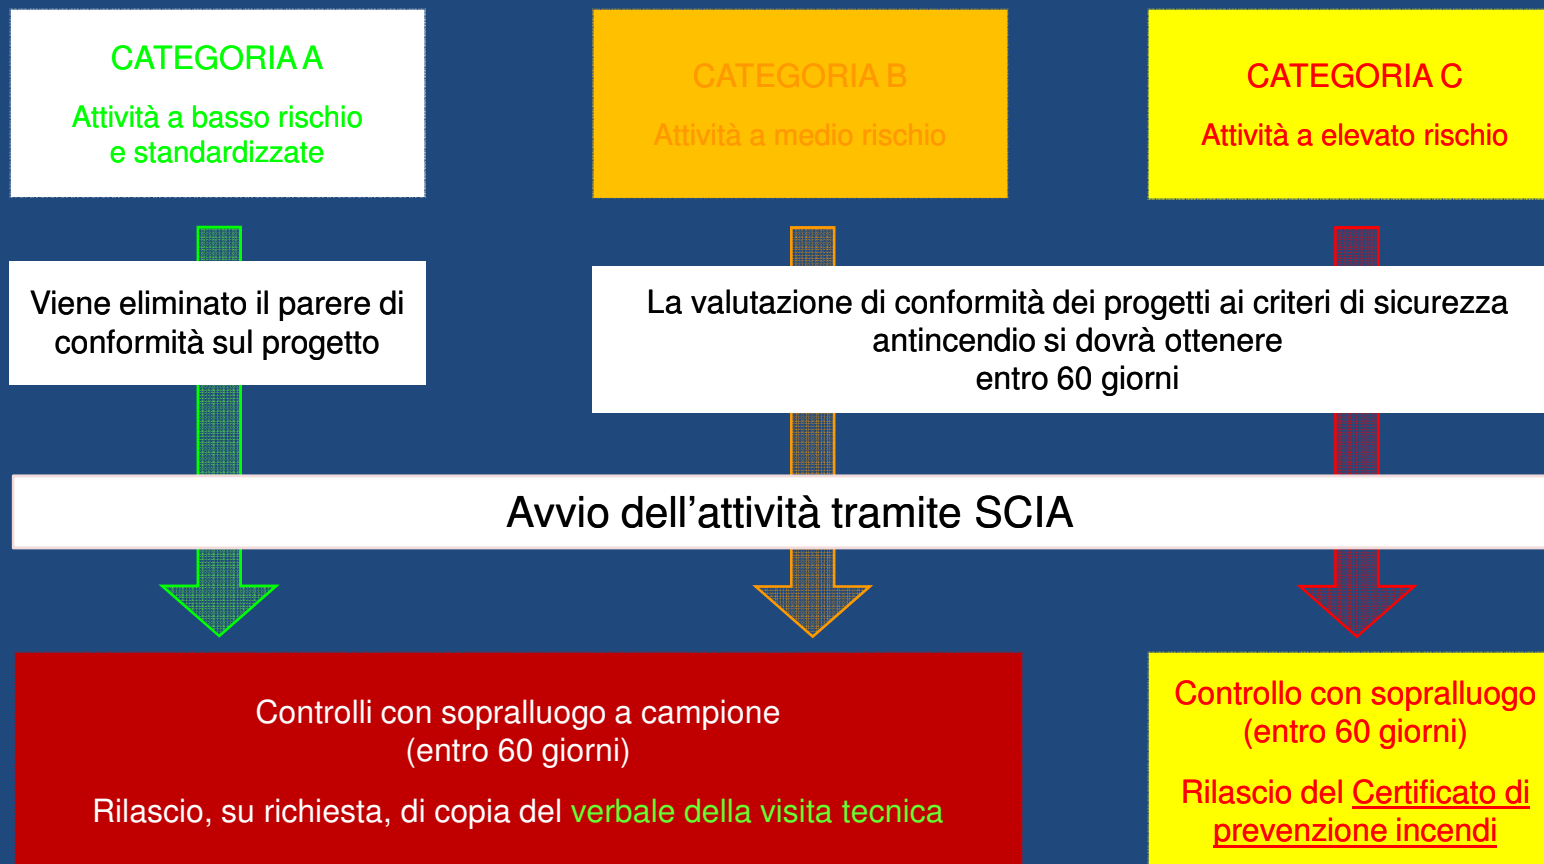 CATEGORIA A
Attività a basso rischio
e standardizzate
CATEGORIA B
Attività a medio rischio
CATEGORIA C
Attività a elevato rischio
Viene eliminato il parere di
conformità sul progetto
La valutazione di conformità dei progetti ai criteri di sicurezza
antincendio si dovrà ottenere
entro 60 giorni
Avvio dell’attività tramite SCIA
Controlli con sopralluogo a campione
(entro 60 giorni)
Rilascio, su richiesta, di copia del verbale della visita tecnica
Controllo con sopralluogo
(entro 60 giorni)
Rilascio del Certificato di
prevenzione incendi